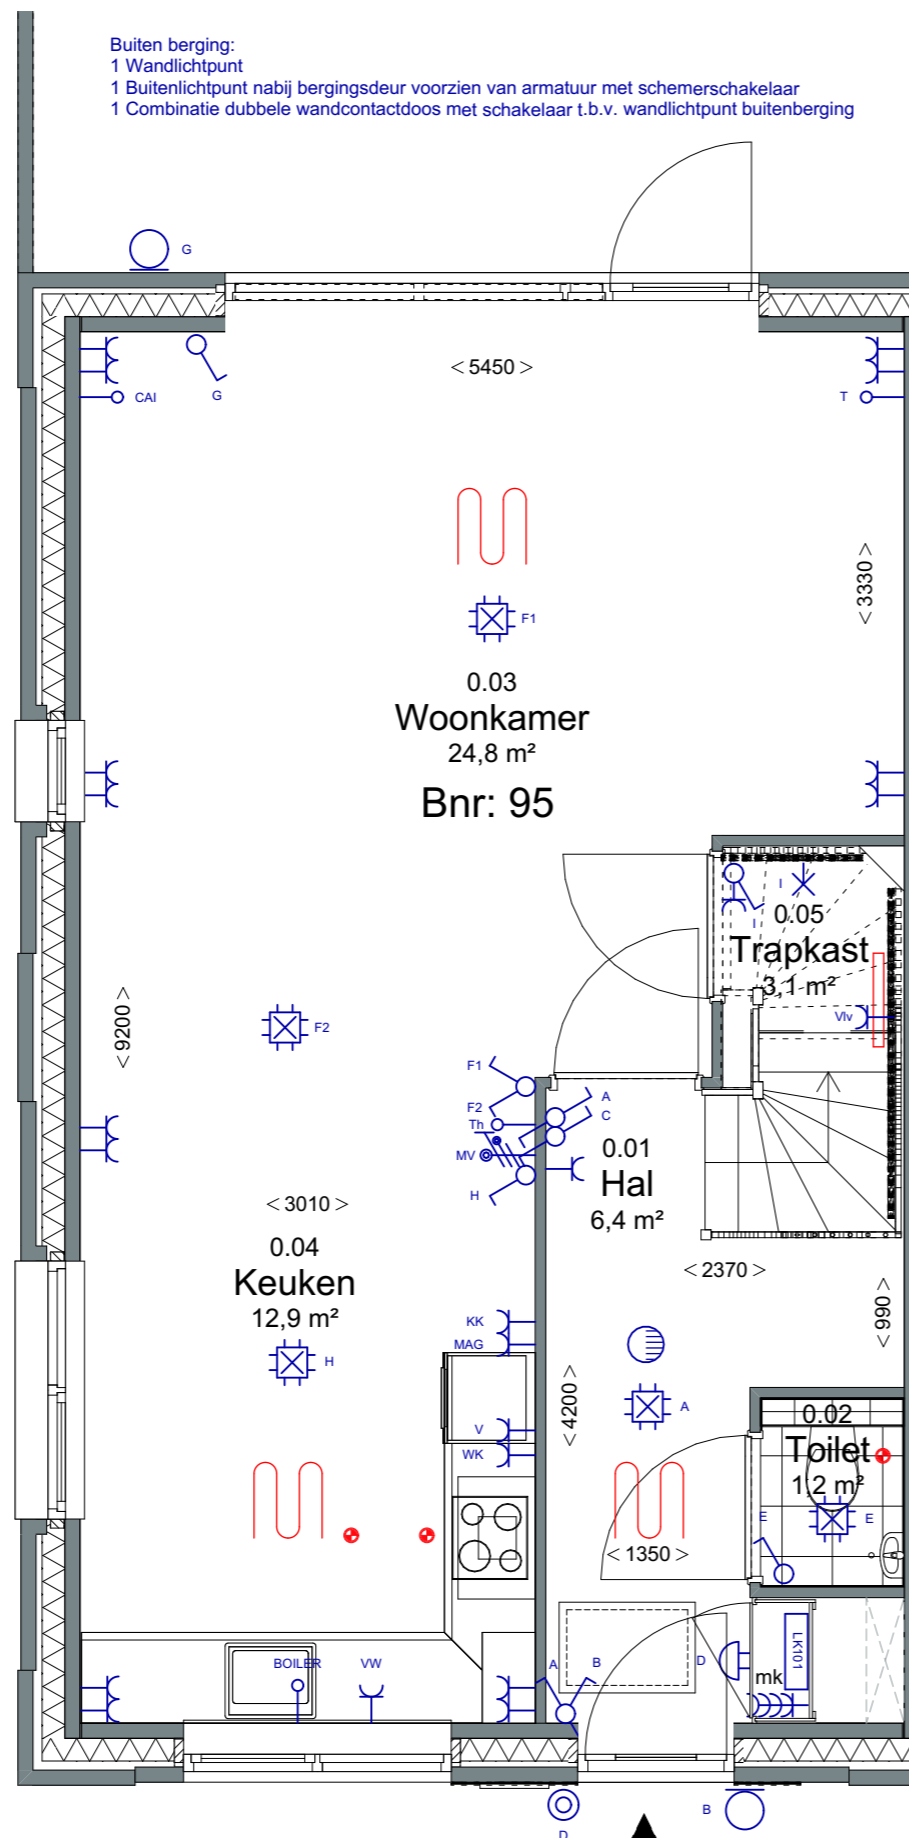 Buiten berging:
1 Wandlichtpunt
1 Buitenlichtpunt nabij bergingsdeur voorzien van armatuur met schemerschakelaar
1 Combinatie dubbele wandcontactdoos met schakelaar t.b.v. wandlichtpunt buitenberging
G
G
<5450>
CAI
T
<3330>
F1
0.03
Woonkamer
24,8 m²
Bnr: 95
I
I
0.05
Trapkast
3,1 m²
Vlv
<9200>
F2
F1
F2
A
C
Th
MV
H
0.01
Hal
6,4 m²
<3010>
0.04
Keuken
12,9 m²
H
<2370>
<990>
KK
MAG
<4200>
A
V
WK
0.02
Toilet
1,2 m²
E
E
<1350>
BOILER
VW
A
B
D
LK101
mk
D
B